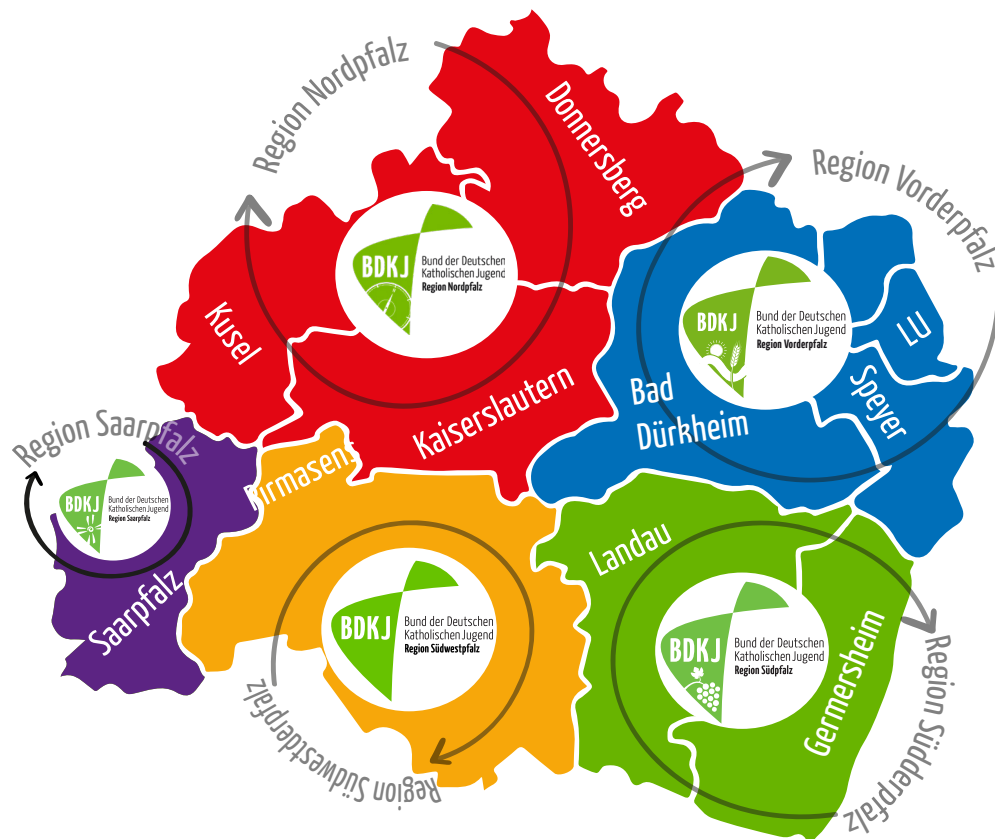 Region Nordpfalz
Donnersberg
Region Vorderpfalz
BDKJ
Bund der Deutschen
Katholischen Jugend
Region Nordpfalz
Kusel
Kaiserslautern
BDKJ
Bund der Deutschen
Katholischen Jugend
Region Vorderpfalz
LU
Bad
Dürkheim
Speyer
Region Saarpfalz
BDKJ
Bund der Deutschen
Katholischen Jugend
Region Saarpfalz
Pirmasens
Saarpfalz
Landau
BDKJ
Bund der Deutschen
Katholischen Jugend
Region Südwestpfalz
BDKJ
Bund der Deutschen
Katholischen Jugend
Region Südpfalz
Germersheim
Region Südwestderpfalz
Region Südderpfalz